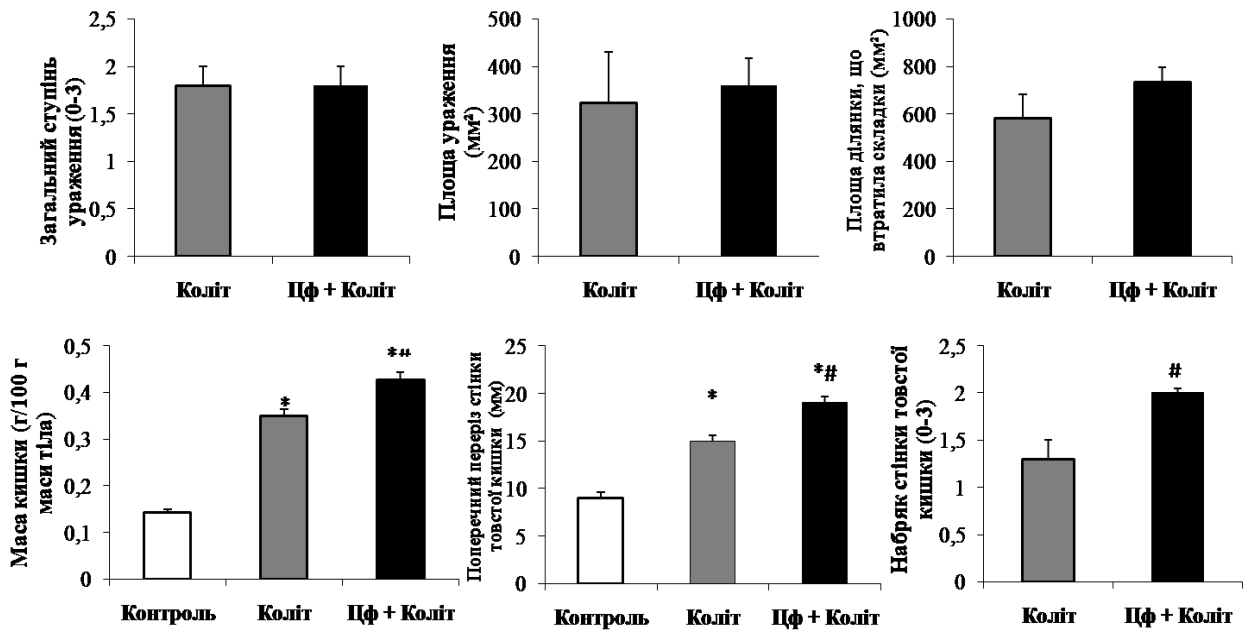 Загальний ступінь
ураження (0-3)
2,5
2
1,5
1
0,5
0
Коліт
Цф + Коліт
Площа ураження
(мм²)
500
400
300
200
100
0
Коліт
Цф + Коліт
Площа ділянки, що
втратила складки (мм²)
1000
800
600
400
200
0
Коліт
Цф + Коліт
Маса кишки (г/100 г
маси тіла)
0,5
0,4
0,3
0,2
0,1
0
*
*#
Контроль
Коліт
Цф + Коліт
Поперечний переріз стінки
товстої кишки (мм)
25
20
15
10
5
0
*
*#
Контроль
Коліт
Цф + Коліт
Набряк стінки товстої
кишки (0-3)
2,5
2
1,5
1
0,5
0
#
Коліт
Цф + Коліт